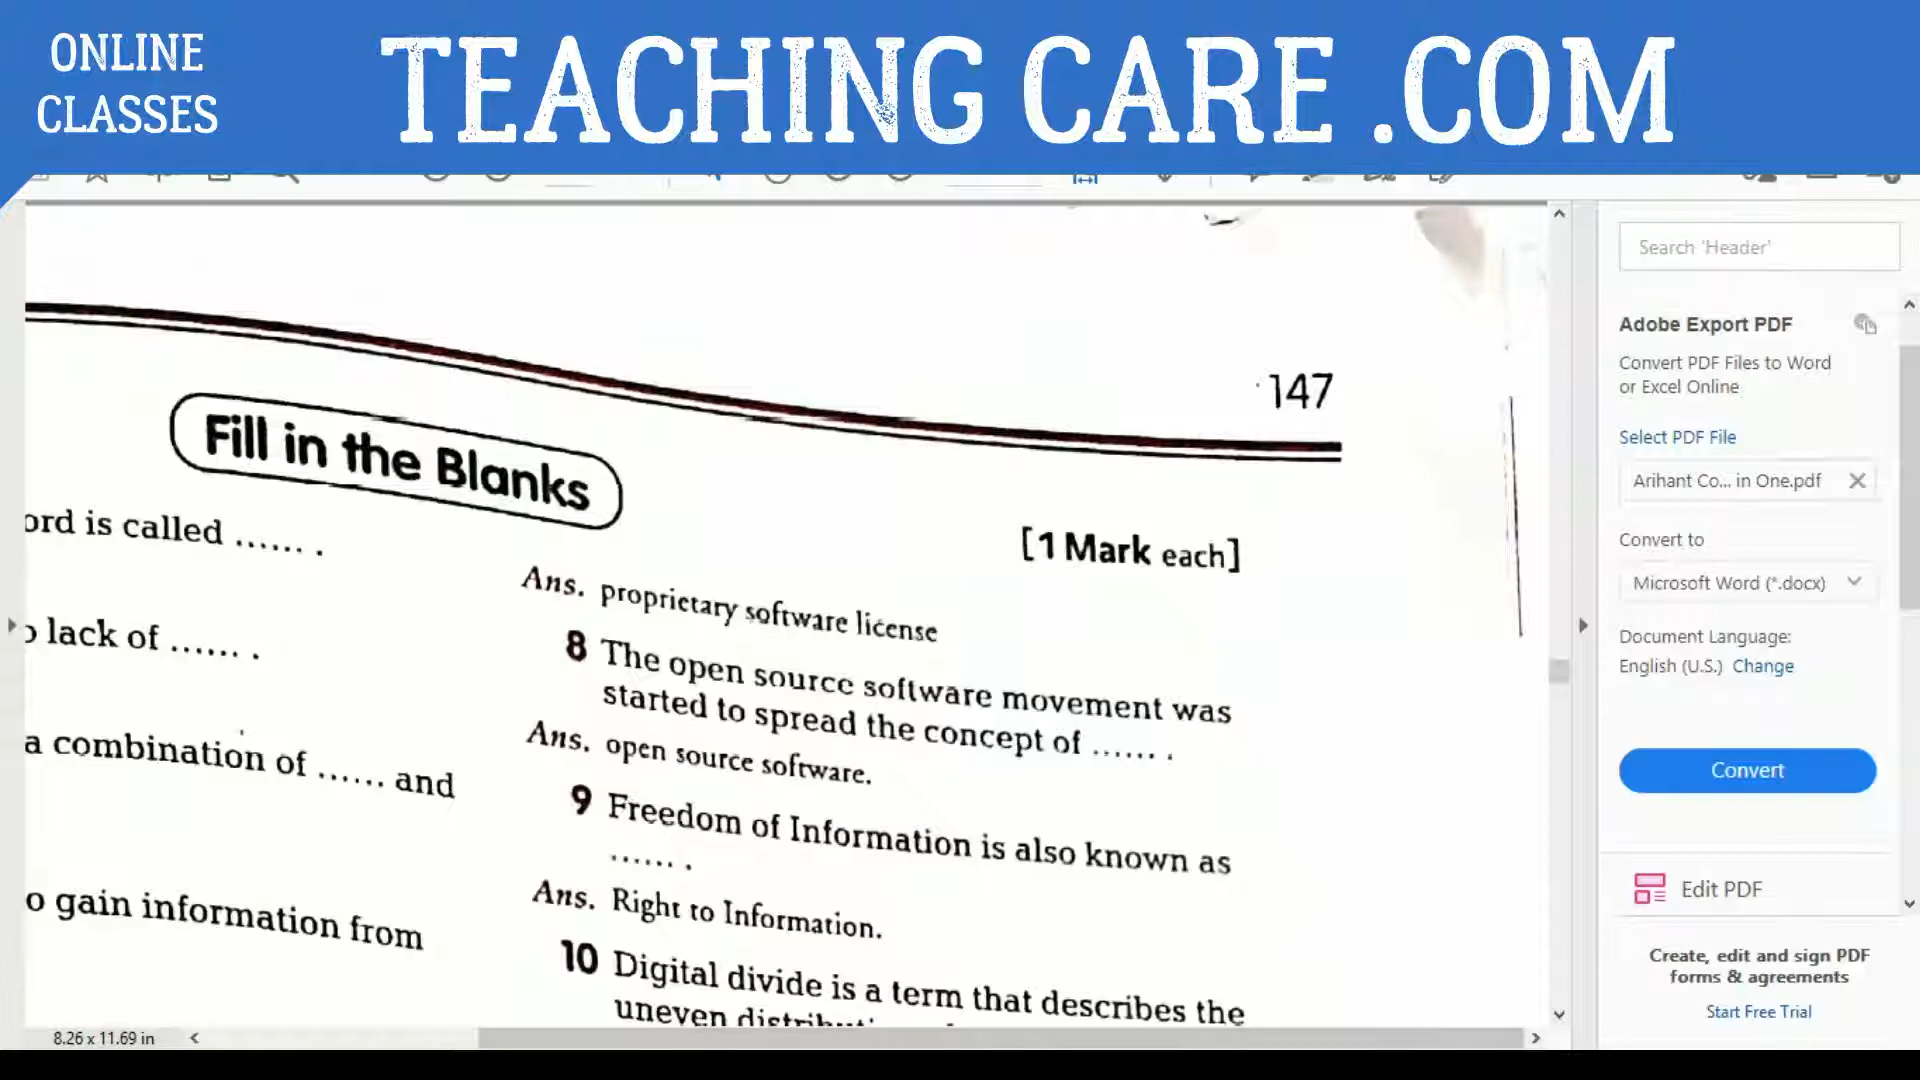 ONLINE
CLASSES
TEACHING CARE .COM
147
Fill in the Blanks
[1 Mark each]
ord is called ...... .
o lack of ...... .
a combination of ...... and
o gain information from
Ans. proprietary software license
8 The open source software movement was
started to spread the concept of ...... .
Ans. open source software.
9 Freedom of Information is also known as
...... .
Ans. Right to Information.
10 Digital divide is a term that describes the
uneven
8.26 x 11.69 in
Search 'Header'
Adobe Export PDF
Convert PDF Files to Word
or Excel Online
Select PDF File
Arihant Co... in One.pdf
Convert to
Microsoft Word (*.docx)
Document Language:
English (U.S.) Change
Convert
Edit PDF
Create, edit and sign PDF
forms & agreements
Start Free Trial